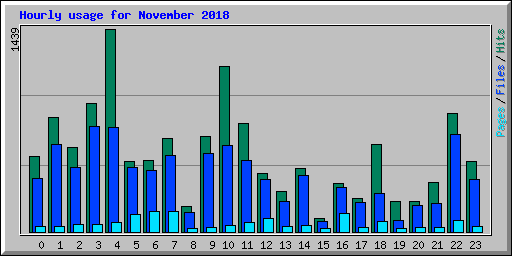 Hourly usage for November 2018
1439
Pages/Files/Hits
0 1 2 3 4 5 6 7 8 9 10 11 12 13 14 15 16 17 18 19 20 21 22 23